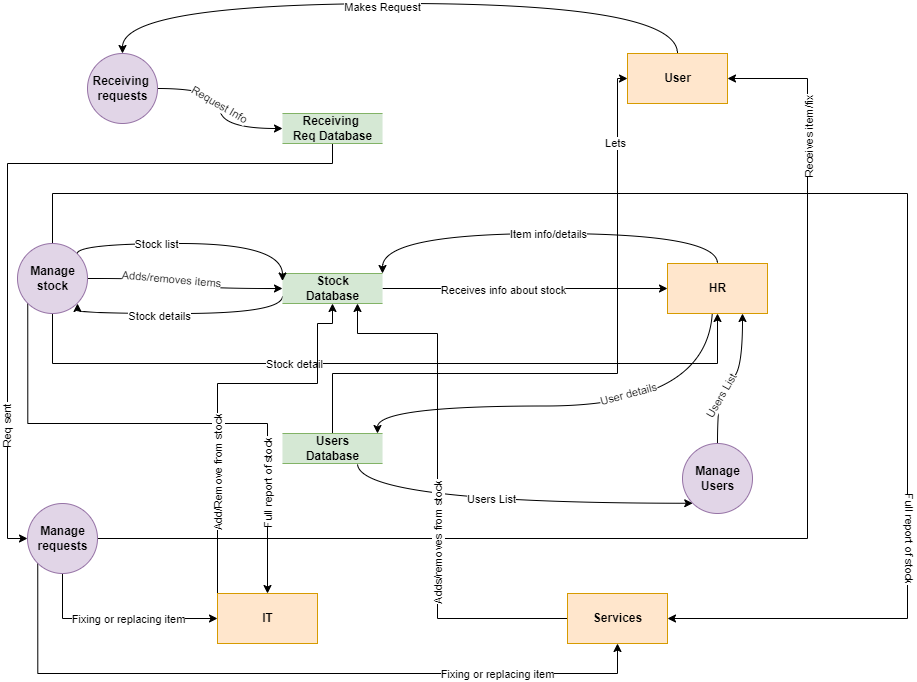 Makes Request
Receiving
requests
User
Request Info
Receiving
Req Database
Lets
Receives item/fix
Item info/details
Stock list
Manage
stock
Adds/removes items
Stock
Database
Receives info about stock
HR
Stock details
Stock detail
User details
Users List
Req sent
Add/Remove from stock
Full report of stock
Users
Database
Manage
Users
Users List
Adds/removes from stock
Full report of stock
Manage
requests
Fixing or replacing item
IT
Services
Fixing or replacing item